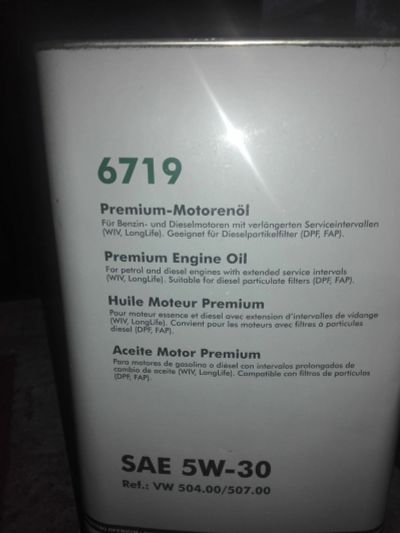 6719
Premium-Motorenöl
Für Benzin- und Dieselmotoren mit verlängerten Serviceintervallen
(WIV, LongLife). Geeignet für Dieselpartikelfilter (DPF, FAP).
Premium Engine Oil
For petrol and diesel engines with extended service intervals
(WIV, LongLife). Suitable for diesel particulate filters (DPF, FAP).
Huile Moteur Premium
Pour moteur essence et diesel avec extension d'intervalles de vidange
(WIV, LongLife). Convient pour les moteurs avec filtres à particules
diesel (DPF, FAP).
Aceite Motor Premium
Para motores de gasolina o diesel con intervalos prolongados de
cambio de aceite (WIV, LongLife). Compatible con filtros de partículas
(DPF, FAP).
SAE 5W-30
Ref.: VW 504.00/507.00